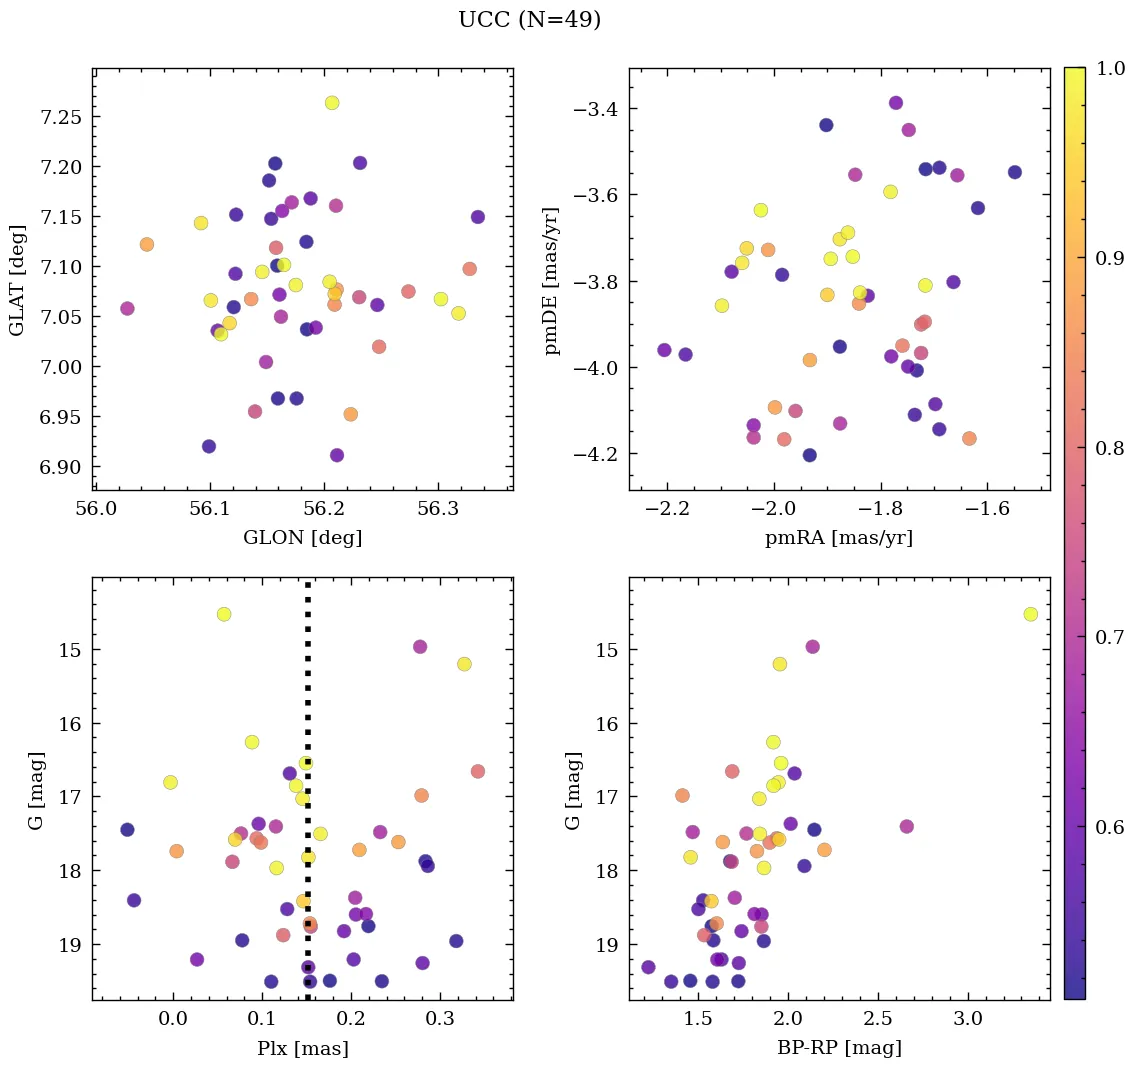 UCC (N=49)
7.25
7.20
7.15
7.10
7.05
7.00
6.95
6.90
GLAT [deg]
56.0 56.1 56.2 56.3
GLON [deg]
−3.4
−3.6
−3.8
−4.0
−4.2
pmDE [mas/yr]
−2.2 −2.0 −1.8 −1.6
pmRA [mas/yr]
1.0
0.9
0.8
0.7
0.6
15
16
17
18
19
G [mag]
0.0 0.1 0.2 0.3
Plx [mas]
15
16
17
18
19
G [mag]
1.5 2.0 2.5 3.0
BP-RP [mag]